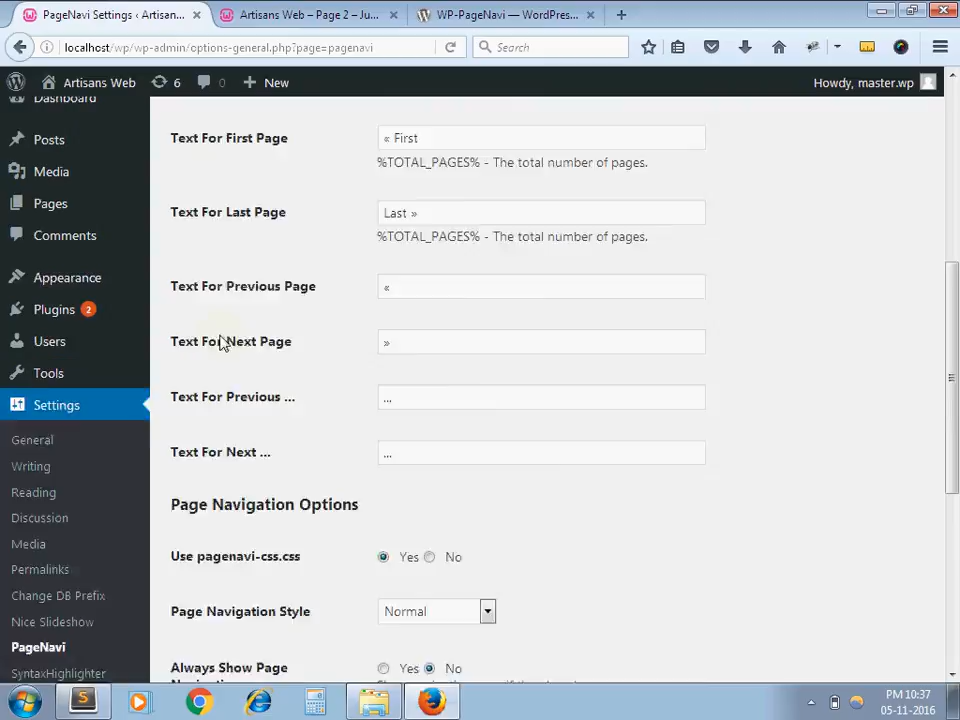 PageNavi Settings ‹ Artisan...
Artisans Web – Page 2 – Ju...
WP-PageNavi — WordPress...
localhost/wp/wp-admin/options-general.php?page=pagenavi
Search
Artisans Web
6
0
New
Howdy, master.wp
Dashboard
Posts
Media
Pages
Comments
Appearance
Plugins 2
Users
Tools
Settings
General
Writing
Reading
Discussion
Media
Permalinks
Change DB Prefix
Nice Slideshow
PageNavi
SyntaxHighlighter
Text For First Page
« First
%TOTAL_PAGES% - The total number of pages.
Text For Last Page
Last »
%TOTAL_PAGES% - The total number of pages.
Text For Previous Page
«
Text For Next Page
»
Text For Previous ...
...
Text For Next ...
...
Page Navigation Options
Use pagenavi-css.css
Yes No
Page Navigation Style
Normal
Always Show Page
Yes No
PM 10:37
05-11-2016